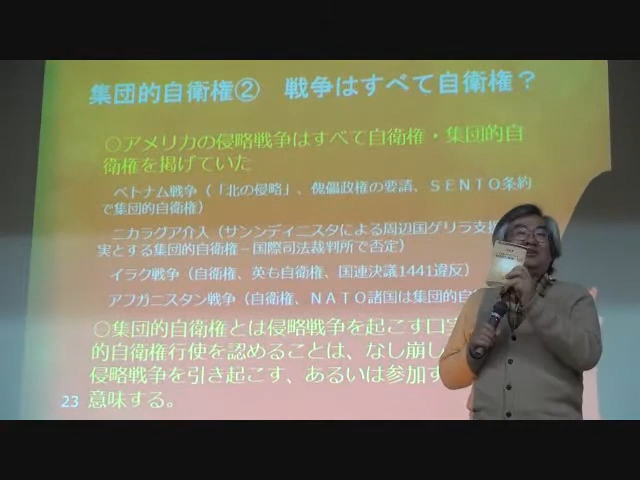 集団的自衛権② 戦争はすべて自衛権？
○アメリカの侵略戦争はすべて自衛権・集団的自
衛権を掲げていた
ベトナム戦争（「北の侵略」、傀儡政権の要請、ＳＥＮＴＯ条約
で集団的自衛権）
ニカラグア介入（サンンディニスタによる周辺国ゲリラ支援
実とする集団的自衛権－国際司法裁判所で否定）
イラク戦争（自衛権、英も自衛権、国連決議1441違反）
アフガニスタン戦争（自衛権、ＮＡＴＯ諸国は集団的自
○集団的自衛権とは侵略戦争を起こす口実
的自衛権行使を認めることは、なし崩し
侵略戦争を引き起こす、あるいは参加す
意味する。
23